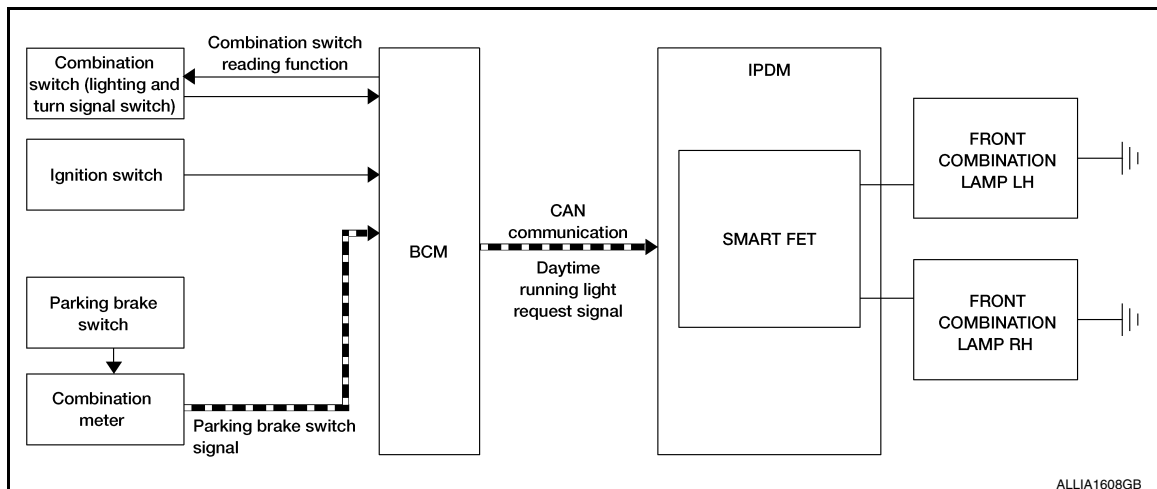 Combination
switch (lighting and
turn signal switch)
Combination switch
reading function
Ignition switch
Parking brake
switch
Combination
meter
Parking brake switch
signal
BCM
CAN
communication
Daytime
running light
request signal
IPDM
SMART FET
FRONT
COMBINATION
LAMP LH
FRONT
COMBINATION
LAMP RH
ALLIA1608GB